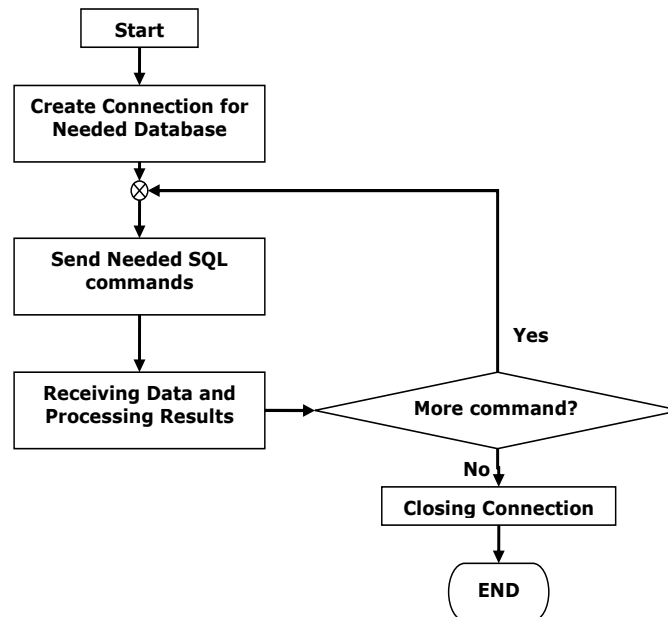 Start
Create Connection for
Needed Database
Send Needed SQL
commands
Receiving Data and
Processing Results
More command?
Yes
No
Closing Connection
END